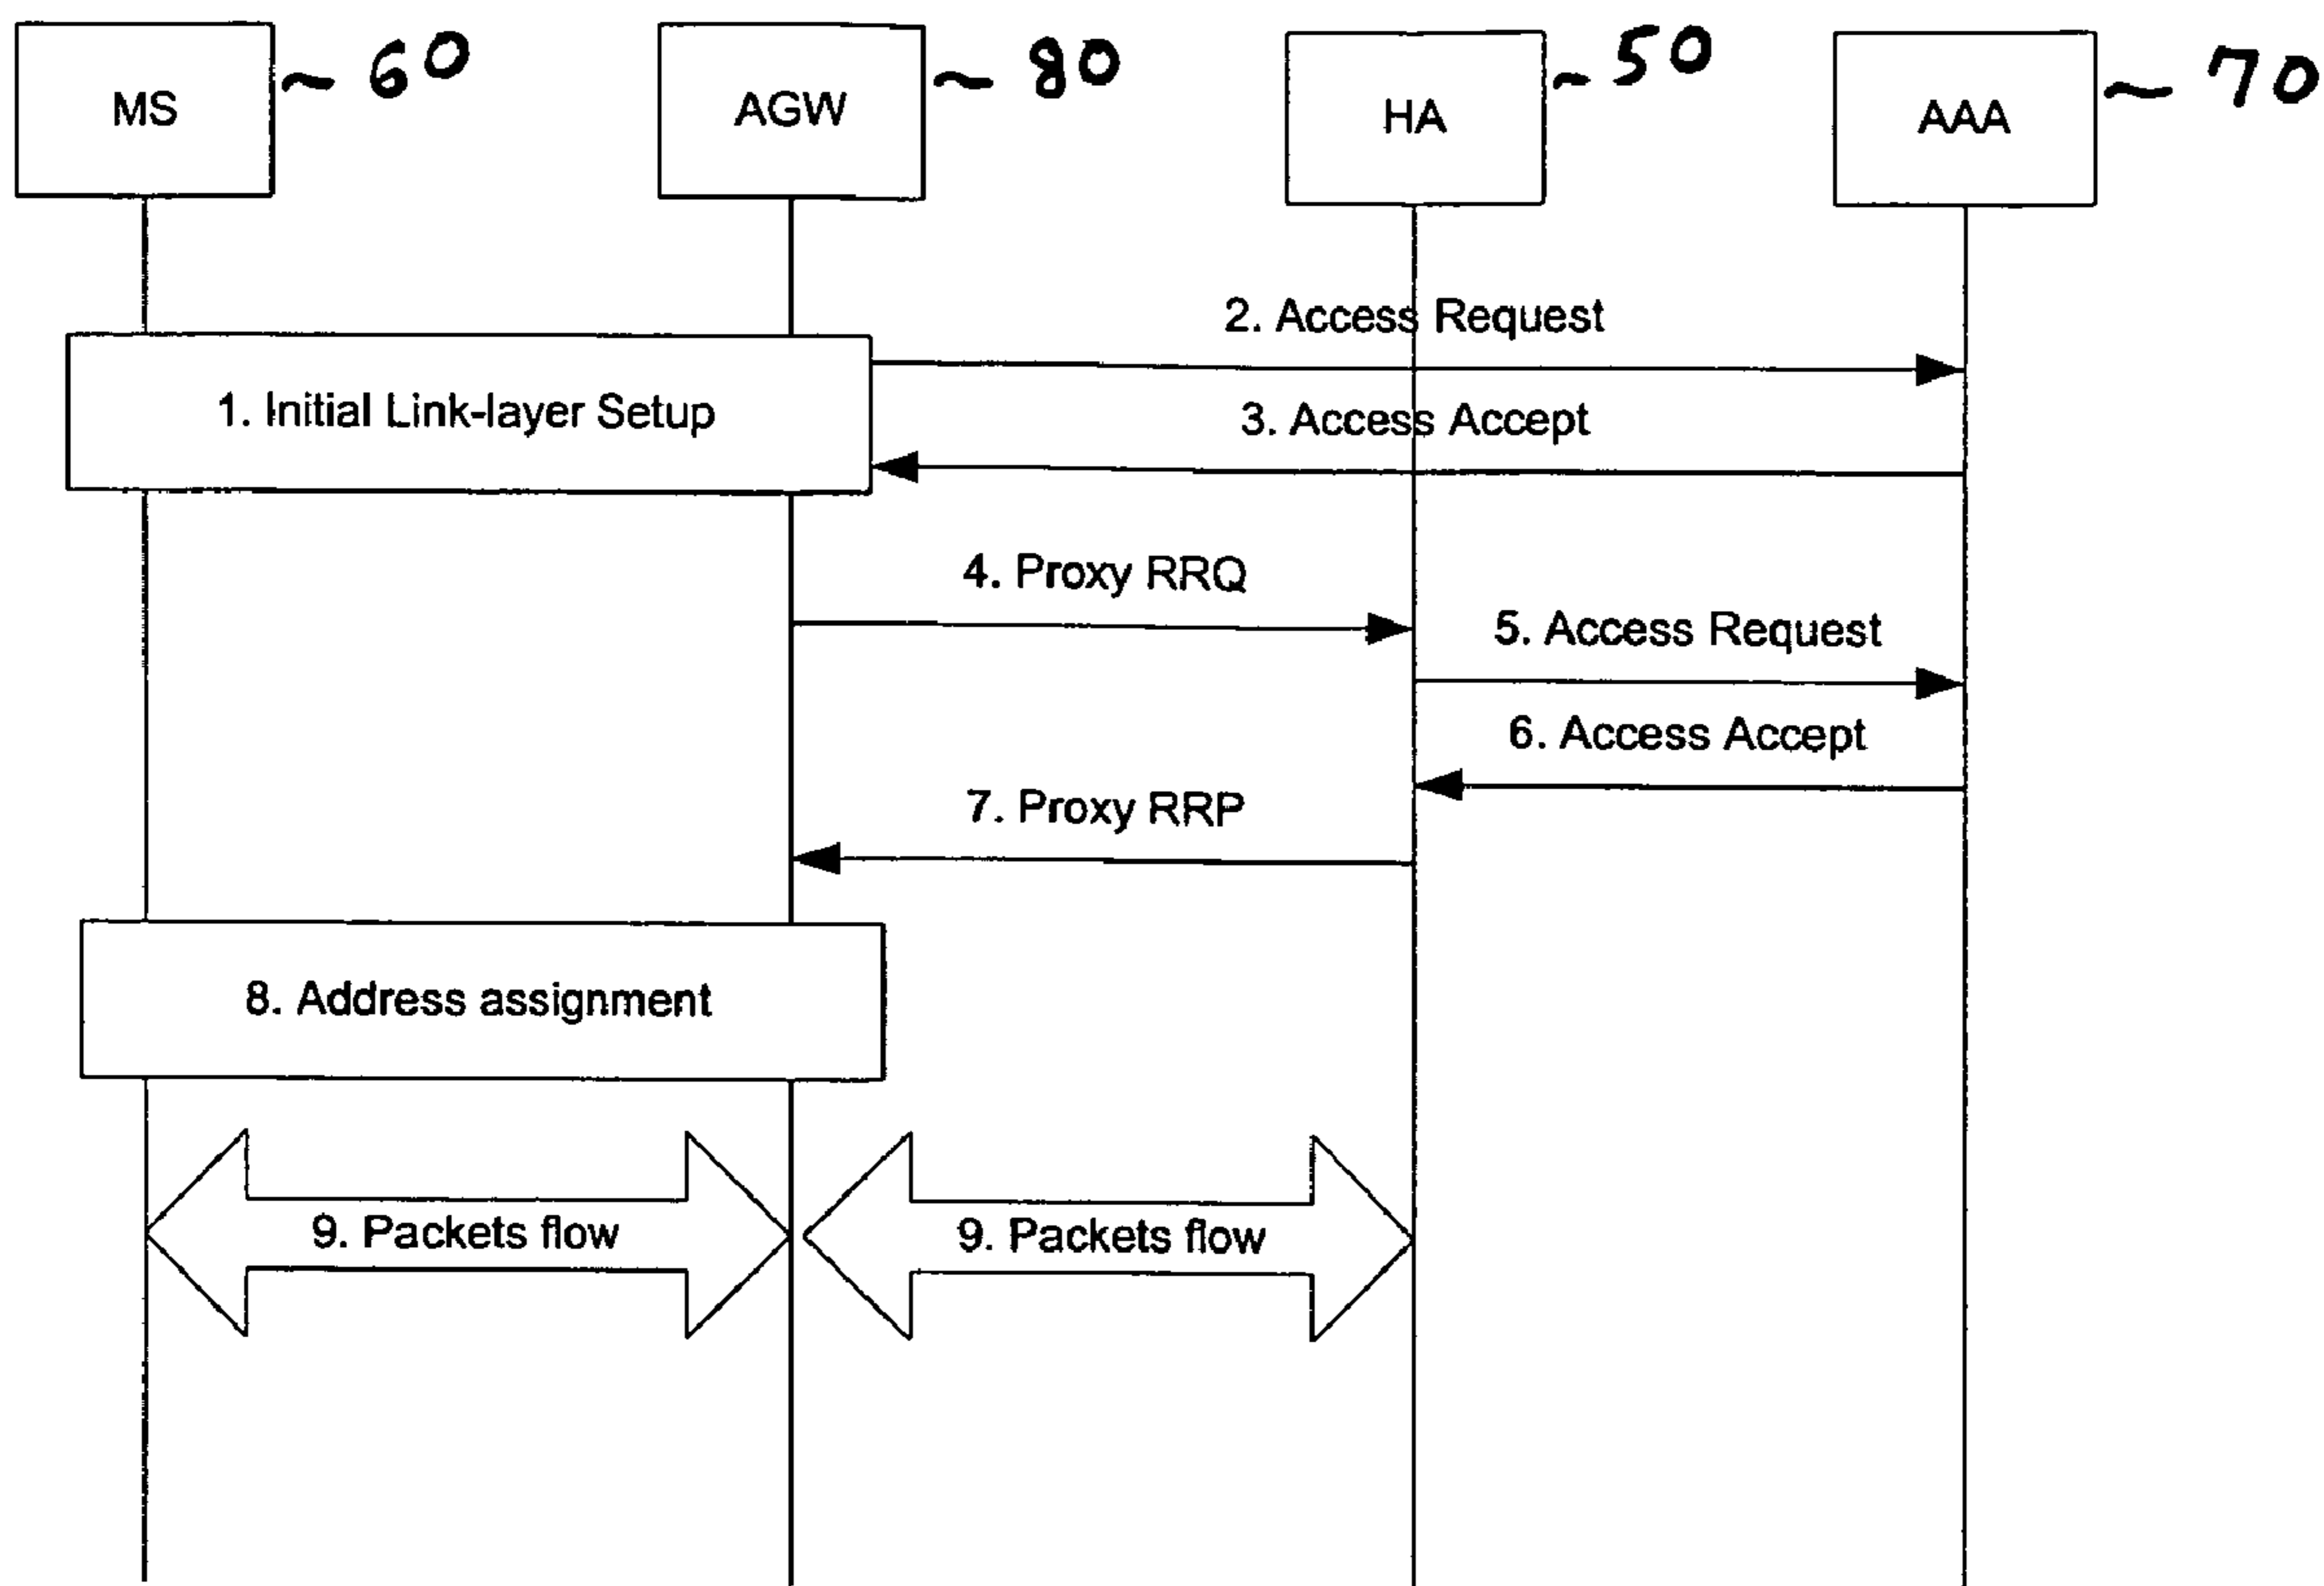 MS ~ 60
AGW ~ 80
HA ~ 50
AAA ~ 70
2. Access Request
1. Initial Link-layer Setup
3. Access Accept
4. Proxy RRQ
5. Access Request
6. Access Accept
7. Proxy RRP
8. Address assignment
9. Packets flow
9. Packets flow